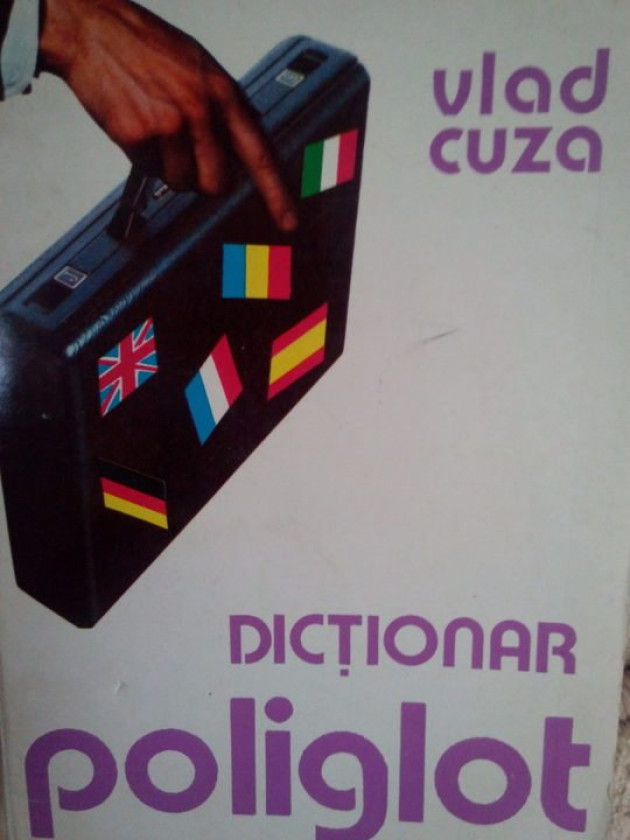 vlad
cuza
DICȚIONAR
poliglot